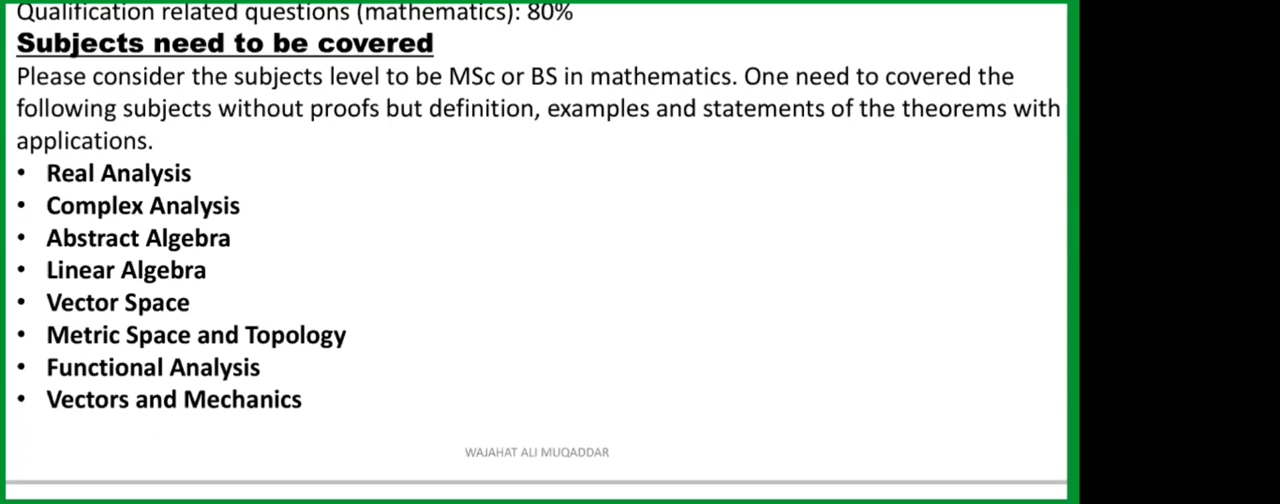 Qualification related questions (mathematics): 80%
Subjects need to be covered
Please consider the subjects level to be MSc or BS in mathematics. One need to covered the
following subjects without proofs but definition, examples and statements of the theorems with
applications.
• Real Analysis
• Complex Analysis
• Abstract Algebra
• Linear Algebra
• Vector Space
• Metric Space and Topology
• Functional Analysis
• Vectors and Mechanics
WAJAHAT ALI MUQADDAR